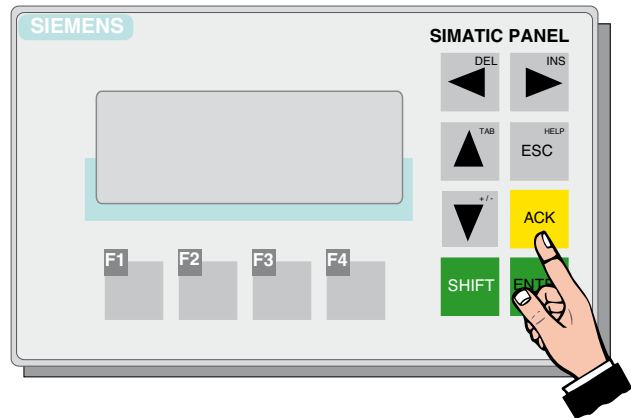 SIEMENS
SIMATIC PANEL
DEL
INS
TAB
HELP
ESC
+ / -
ACK
F1
F2
F3
F4
SHIFT